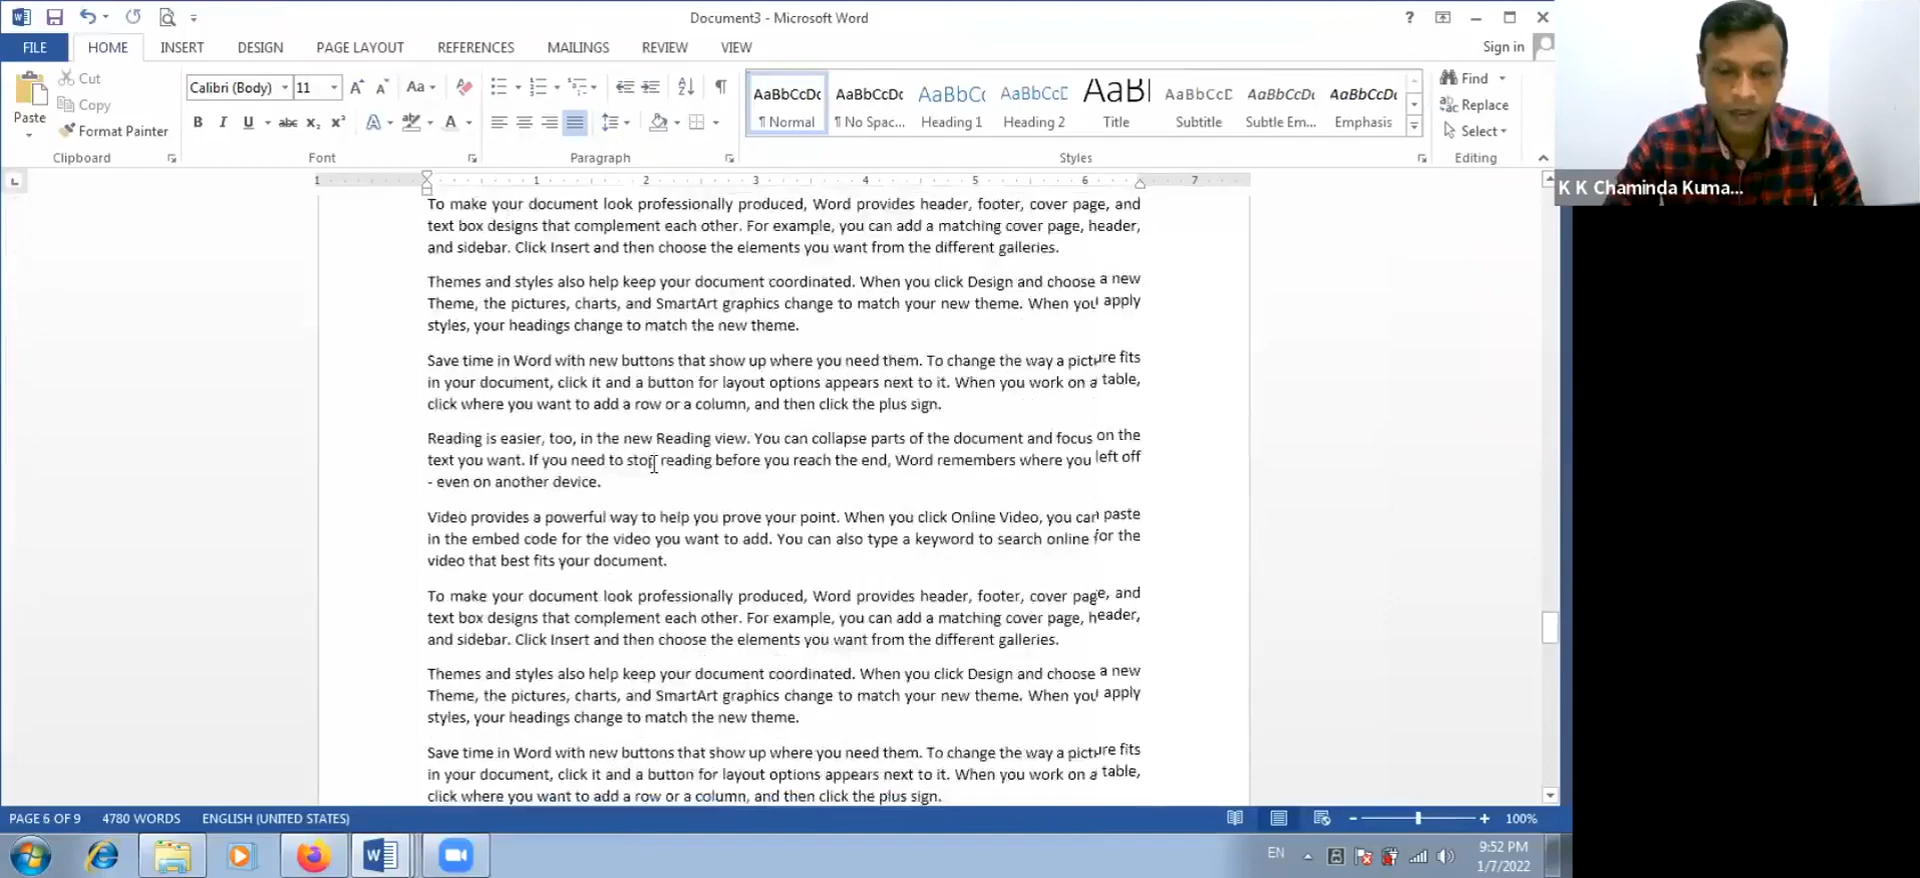 Document3 - Microsoft Word
?
FILE HOME INSERT DESIGN PAGE LAYOUT REFERENCES MAILINGS REVIEW VIEW Sign in
Cut
Copy
Paste
Format Painter
Clipboard
Calibri (Body) 11 Aa
B I U abc X₂ X² A ab A
Font
Paragraph
AaBbCcDc AaBbCcDc AaBbCc AaBbCcD AaBl AaBbCcD AaBbCcDc AaBbCcDc
¶ Normal ¶ No Spac... Heading 1 Heading 2 Title Subtitle Subtle Em... Emphasis
Styles
Find
Replace
Select
Editing
K K Chaminda Kuma...
1 1 2 3 4 5 6 7
To make your document look professionally produced, Word provides header, footer, cover page, and
text box designs that complement each other. For example, you can add a matching cover page, header,
and sidebar. Click Insert and then choose the elements you want from the different galleries.
Themes and styles also help keep your document coordinated. When you click Design and choose a new
Theme, the pictures, charts, and SmartArt graphics change to match your new theme. When you apply
styles, your headings change to match the new theme.
Save time in Word with new buttons that show up where you need them. To change the way a picture fits
in your document, click it and a button for layout options appears next to it. When you work on a table,
click where you want to add a row or a column, and then click the plus sign.
Reading is easier, too, in the new Reading view. You can collapse parts of the document and focus on the
text you want. If you need to stop reading before you reach the end, Word remembers where you left off
- even on another device.
Video provides a powerful way to help you prove your point. When you click Online Video, you can paste
in the embed code for the video you want to add. You can also type a keyword to search online for the
video that best fits your document.
To make your document look professionally produced, Word provides header, footer, cover page, and
text box designs that complement each other. For example, you can add a matching cover page, header,
and sidebar. Click Insert and then choose the elements you want from the different galleries.
Themes and styles also help keep your document coordinated. When you click Design and choose a new
Theme, the pictures, charts, and SmartArt graphics change to match your new theme. When you apply
styles, your headings change to match the new theme.
Save time in Word with new buttons that show up where you need them. To change the way a picture fits
in your document, click it and a button for layout options appears next to it. When you work on a table,
click where you want to add a row or a column, and then click the plus sign.
PAGE 6 OF 9 4780 WORDS ENGLISH (UNITED STATES) 100%
EN
9:52 PM
1/7/2022